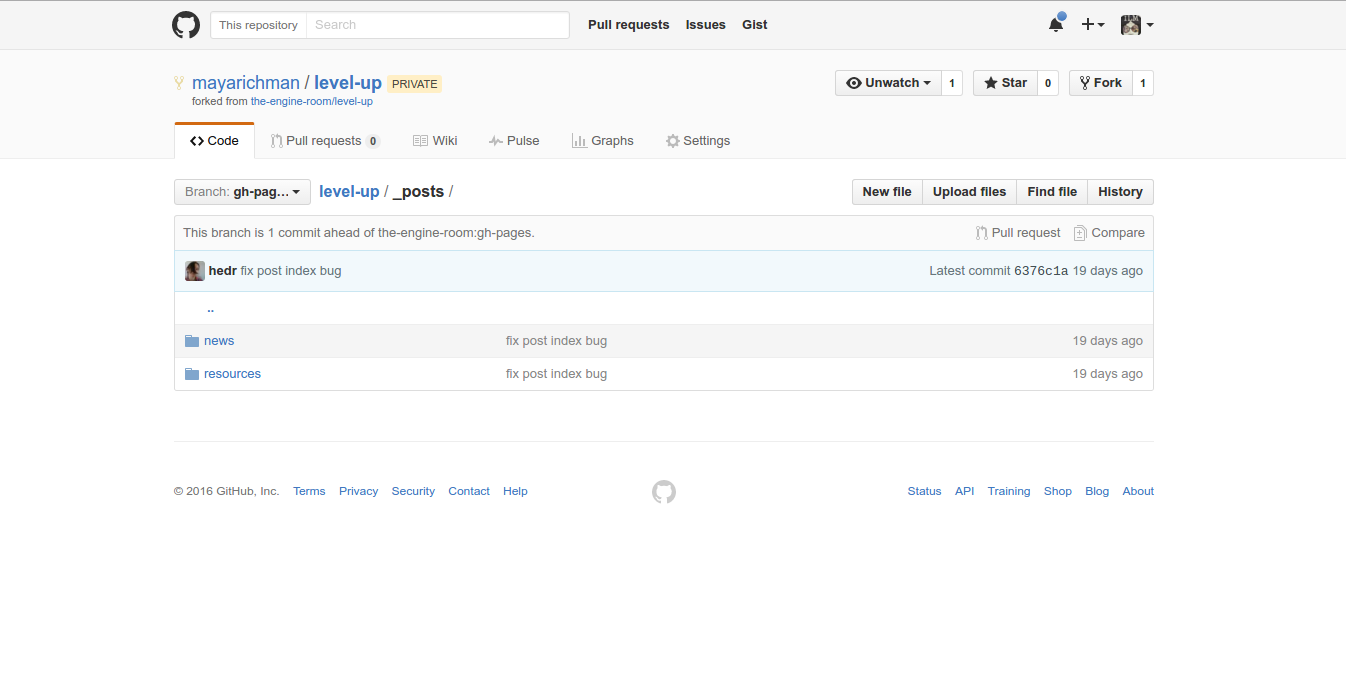 This repository Search Pull requests Issues Gist
mayarichman / level-up PRIVATE Unwatch 1 Star 0 Fork 1
forked from the-engine-room/level-up
Code Pull requests 0 Wiki Pulse Graphs Settings
Branch: gh-pag… level-up / _posts / New file Upload files Find file History
This branch is 1 commit ahead of the-engine-room:gh-pages. Pull request Compare
hedr fix post index bug Latest commit 6376c1a 19 days ago
..
news fix post index bug 19 days ago
resources fix post index bug 19 days ago
© 2016 GitHub, Inc. Terms Privacy Security Contact Help Status API Training Shop Blog About